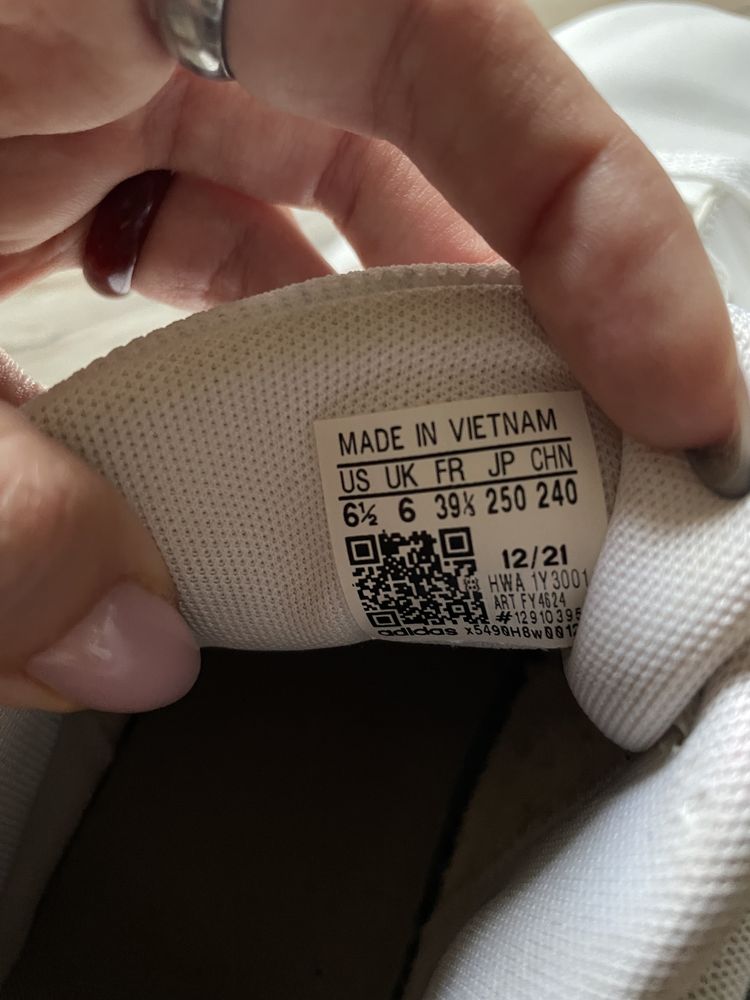 MADE IN VIETNAM
US UK FR JP CHN
6½ 6 39⅓ 250 240
12/21
HWA 1Y3001
ART FY4624
#12910395
adidas x5490H8w0012